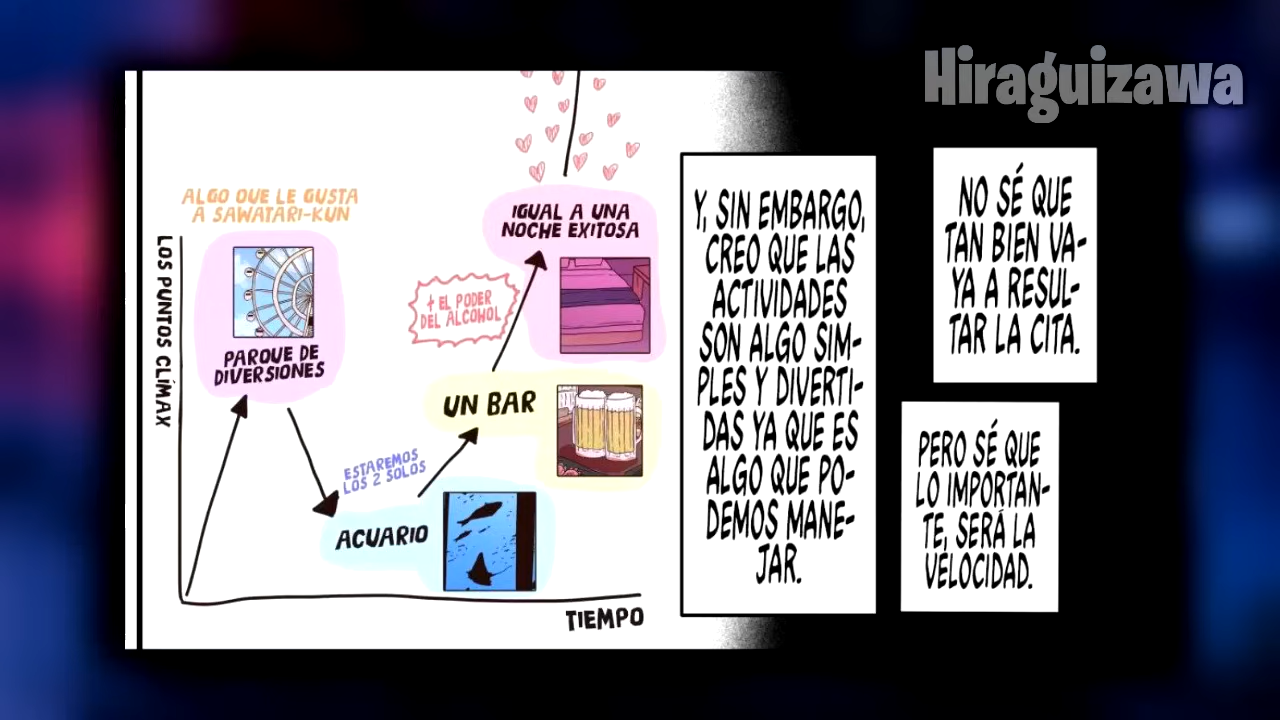 Hiraguizawa
NO SÉ QUE
TAN BIEN VA-
YA A RESUL-
TAR LA CITA.
PERO SÉ QUE
LO IMPORTAN-
TE, SERÁ LA
VELOCIDAD.
Y, SIN EMBARGO,
CREO QUE LAS
ACTIVIDADES
SON ALGO SIM-
PLES Y DIVERTI-
DAS YA QUE ES
ALGO QUE PO-
DEMOS MANE-
JAR.
ALGO QUE LE GUSTA
A SAWATARI-KUN
LOS PUNTOS CLÍMAX
PARQUE DE
DIVERSIONES
ESTAREMOS
LOS 2 SOLOS
ACUARIO
UN BAR
+ EL PODER
DEL ALCOHOL
IGUAL A UNA
NOCHE EXITOSA
TIEMPO